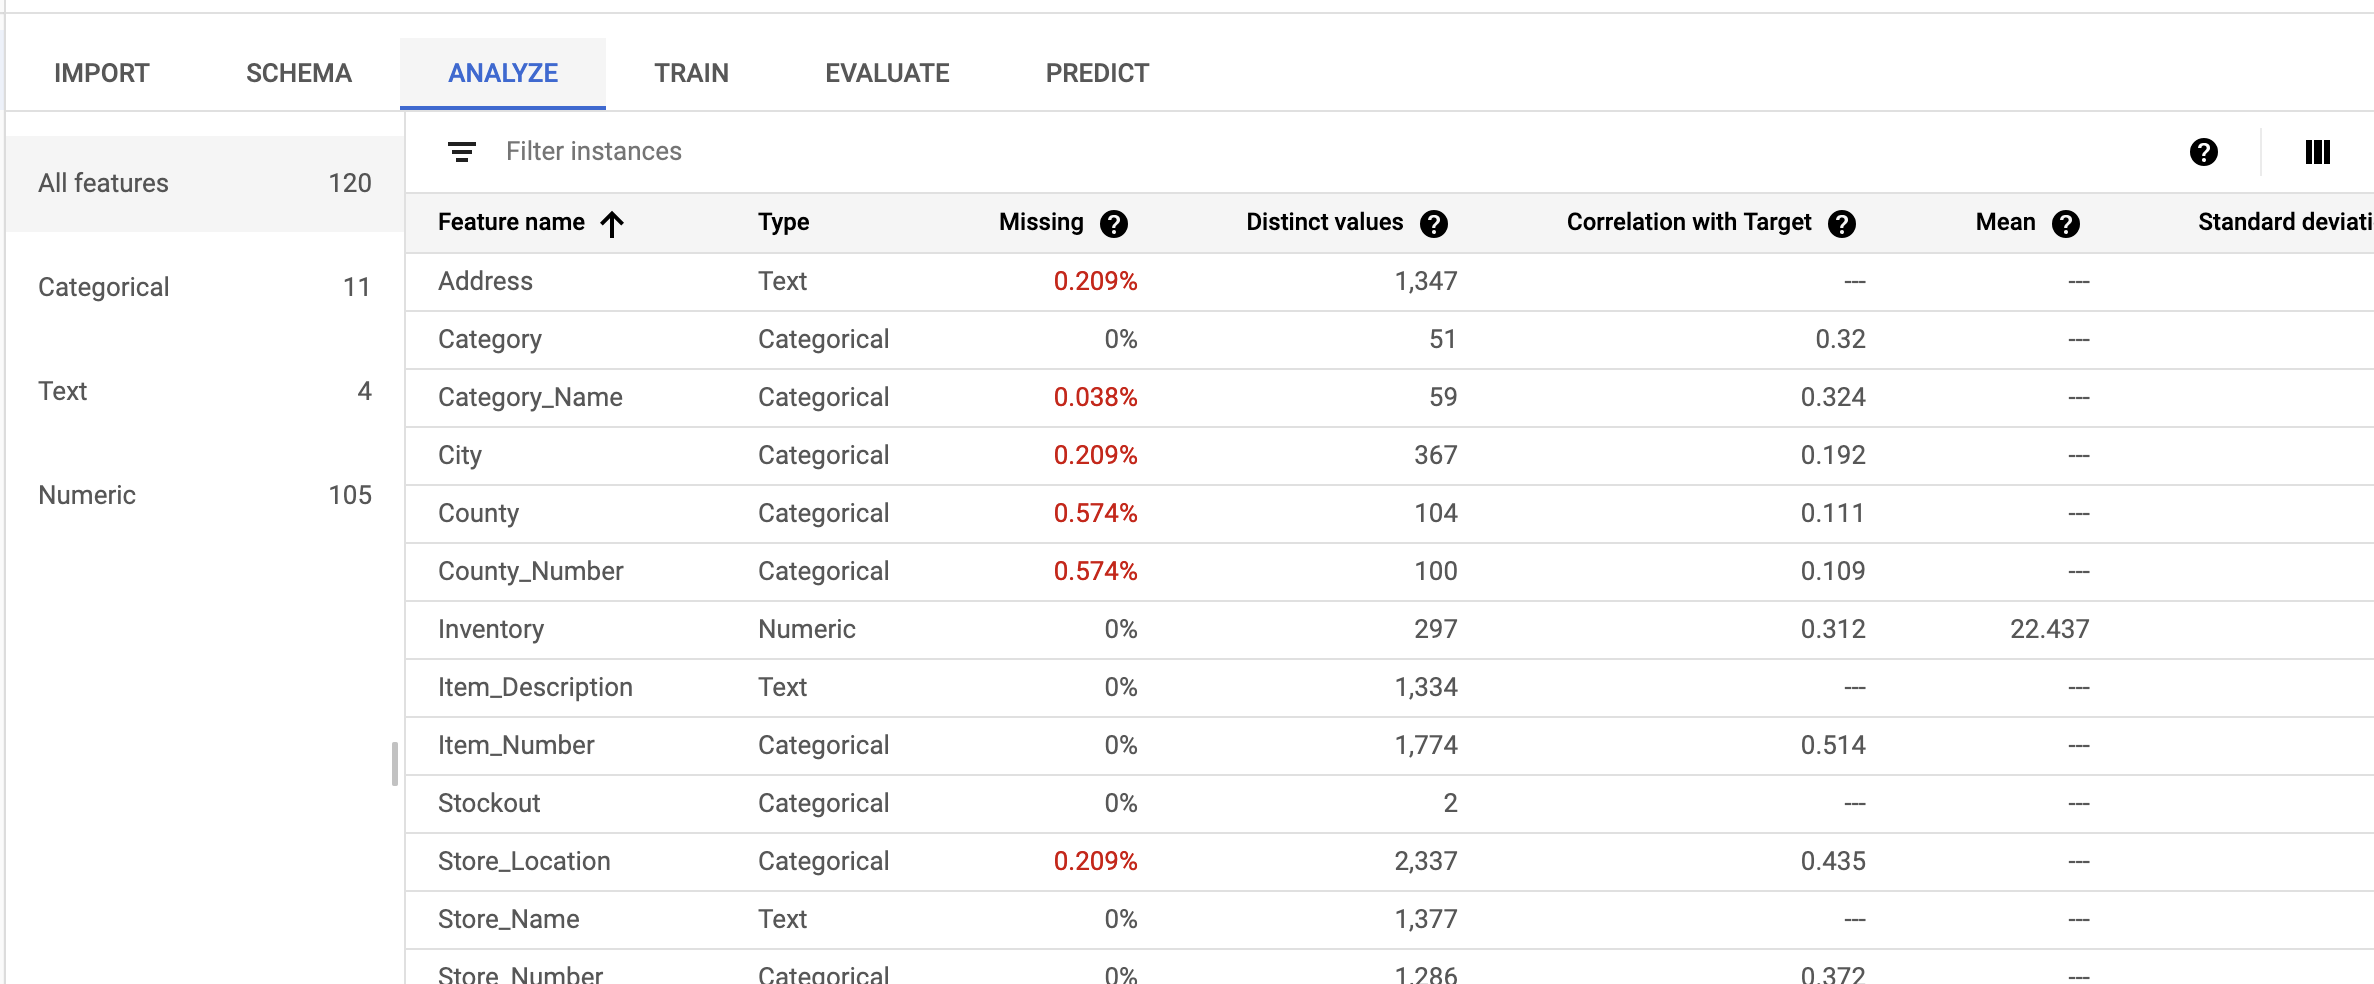 IMPORT SCHEMA ANALYZE TRAIN EVALUATE PREDICT
All features 120
Categorical 11
Text 4
Numeric 105
Filter instances
Feature name Type Missing Distinct values Correlation with Target Mean Standard deviati
Address Text 0.209% 1,347 --- ---
Category Categorical 0% 51 0.32 ---
Category_Name Categorical 0.038% 59 0.324 ---
City Categorical 0.209% 367 0.192 ---
County Categorical 0.574% 104 0.111 ---
County_Number Categorical 0.574% 100 0.109 ---
Inventory Numeric 0% 297 0.312 22.437
Item_Description Text 0% 1,334 --- ---
Item_Number Categorical 0% 1,774 0.514 ---
Stockout Categorical 0% 2 --- ---
Store_Location Categorical 0.209% 2,337 0.435 ---
Store_Name Text 0% 1,377 --- ---
Store_Number Categorical 0% 1,286 0.372 ---